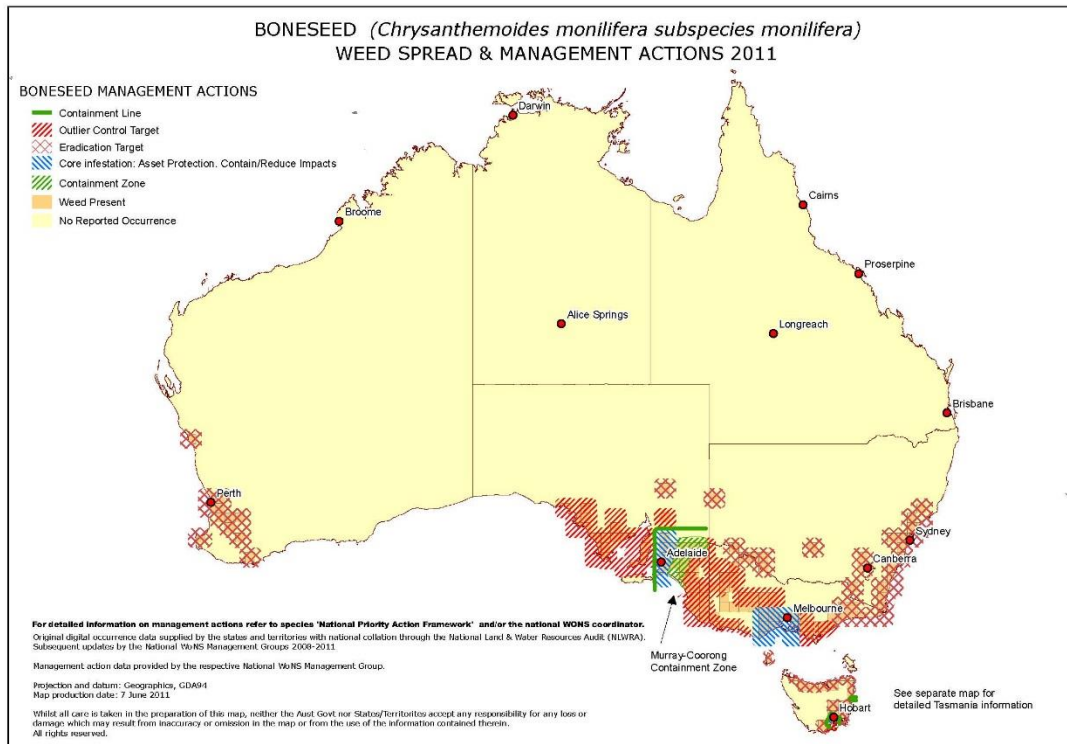 BONESEED (Chrysanthemoides monilifera subspecies monilifera)
WEED SPREAD & MANAGEMENT ACTIONS 2011
BONESEED MANAGEMENT ACTIONS
Containment Line
Outlier Control Target
Eradication Target
Core infestation: Asset Protection. Contain/Reduce Impacts
Containment Zone
Weed Present
No Reported Occurrence
Darwin
Broome
Cairns
Proserpine
Alice Springs
Longreach
Brisbane
Perth
Sydney
Adelaide
Canberra
Melbourne
Murray-Coorong
Containment Zone
Hobart
See separate map for
detailed Tasmania information
For detailed information on management actions refer to species 'National Priority Action Framework' and/or the national WONS coordinator.
Original digital occurrence data supplied by the states and territories with national collation through the National Land & Water Resources Audit (NLWRA).
Subsequent updates by the National WoNS Management Groups 2008-2011
Management action data provided by the respective National WoNS Management Group.
Projection and datum: Geographics, GDA94
Map production date: 7 June 2011
Whilst all care is taken in the preparation of this map, neither the Aust Govt nor States/Territorites accept any responsibility for any loss or
damage which may result from inaccuracy or omission in the map or from the use of the information contained therein.
All rights reserved.